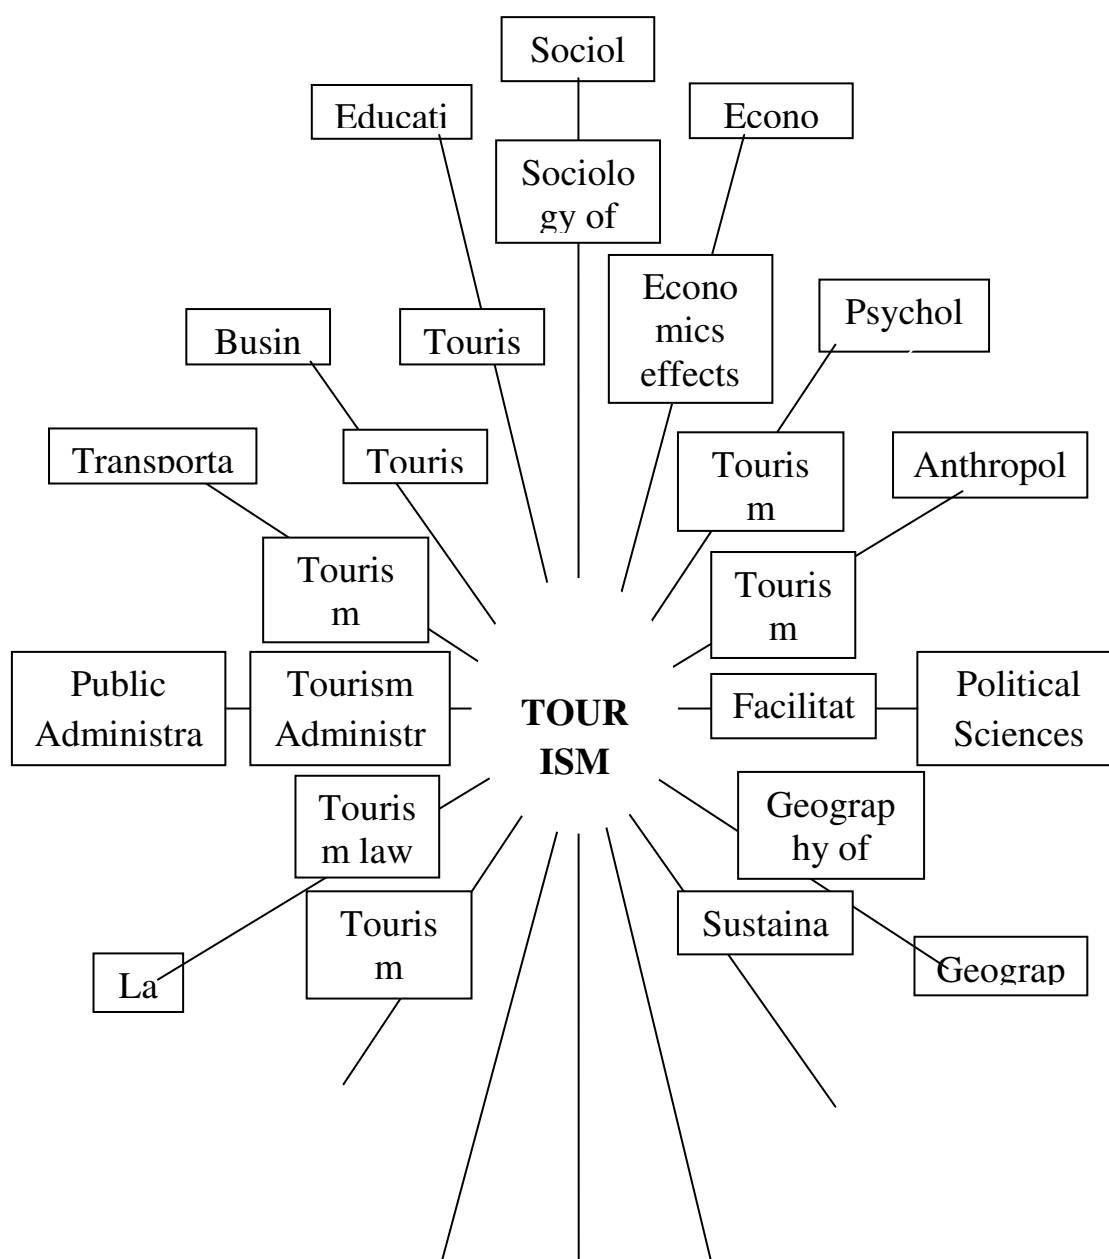 Sociol
Educati
Econo
Sociolo
gy of
Econo
mics
effects
Psychol
Busin
Touris
Transporta
Touris
Touris
m
Anthropol
Touris
m
Touris
m
Public
Administra
Tourism
Administr
TOUR
ISM
Facilitat
Political
Sciences
Touris
m law
Geograp
hy of
Touris
m
Sustaina
La
Geograp